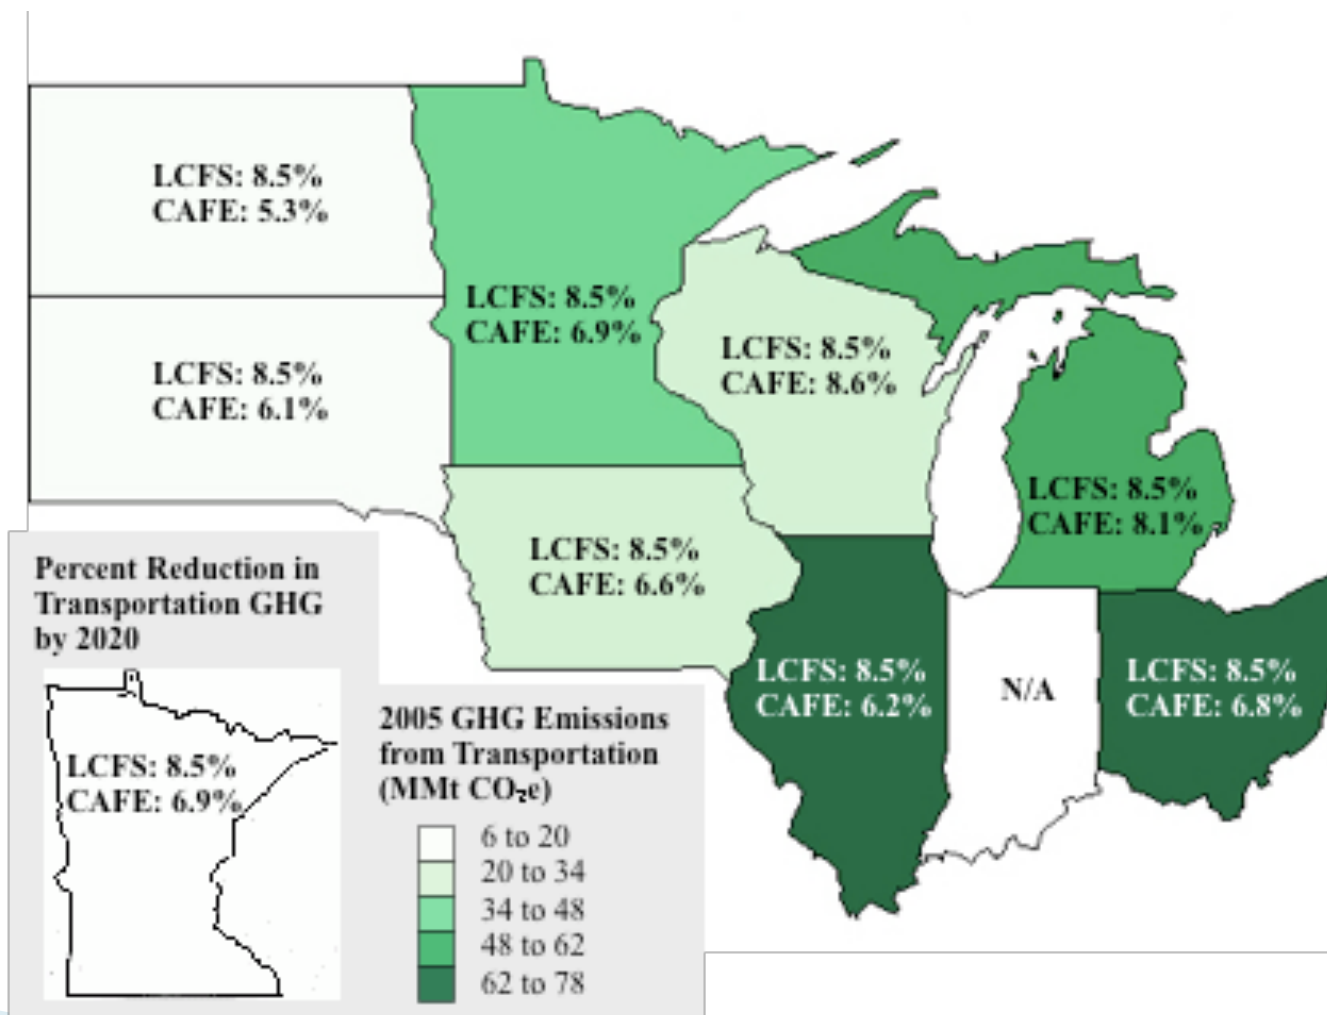 LCFS: 8.5%
CAFE: 5.3%
LCFS: 8.5%
CAFE: 6.9%
LCFS: 8.5%
CAFE: 8.6%
LCFS: 8.5%
CAFE: 6.1%
LCFS: 8.5%
CAFE: 8.1%
LCFS: 8.5%
CAFE: 6.6%
LCFS: 8.5%
CAFE: 6.2%
N/A
LCFS: 8.5%
CAFE: 6.8%
Percent Reduction in
Transportation GHG
by 2020
LCFS: 8.5%
CAFE: 6.9%
2005 GHG Emissions
from Transportation
(MMt CO₂e)
6 to 20
20 to 34
34 to 48
48 to 62
62 to 78